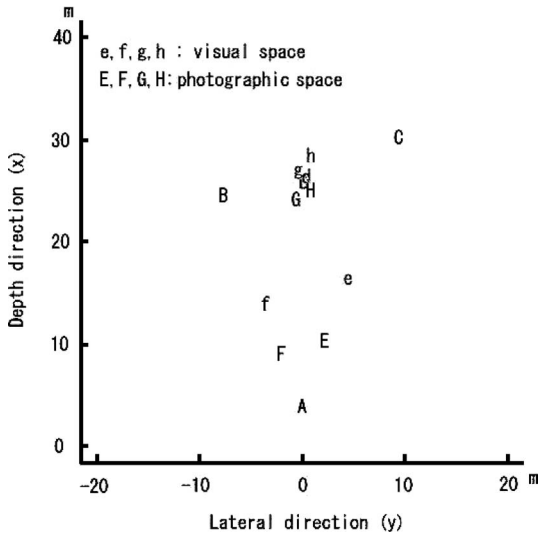 m
40
e,f,g,h : visual space
E,F,G,H: photographic space
30
C
h
g
B
H
G
20
e
f
10
E
F
A
0
-20 -10 0 10 20 m
Depth direction (x)
Lateral direction (y)